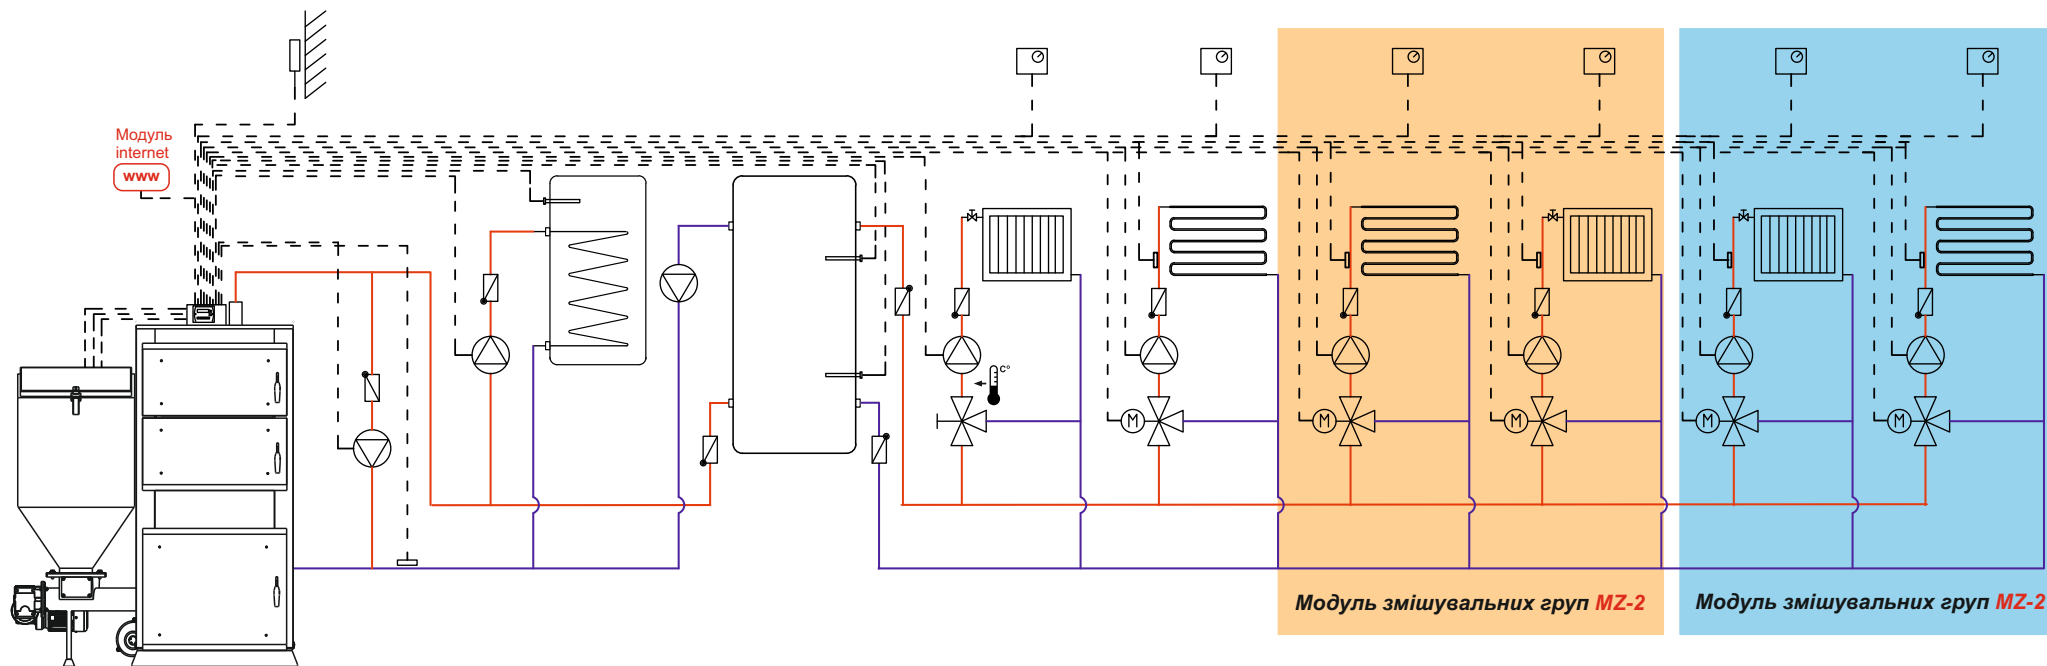 Модуль
internet
www
C°
M
M
M
M
M
Модуль змішувальних груп MZ-2
Модуль змішувальних груп MZ-2